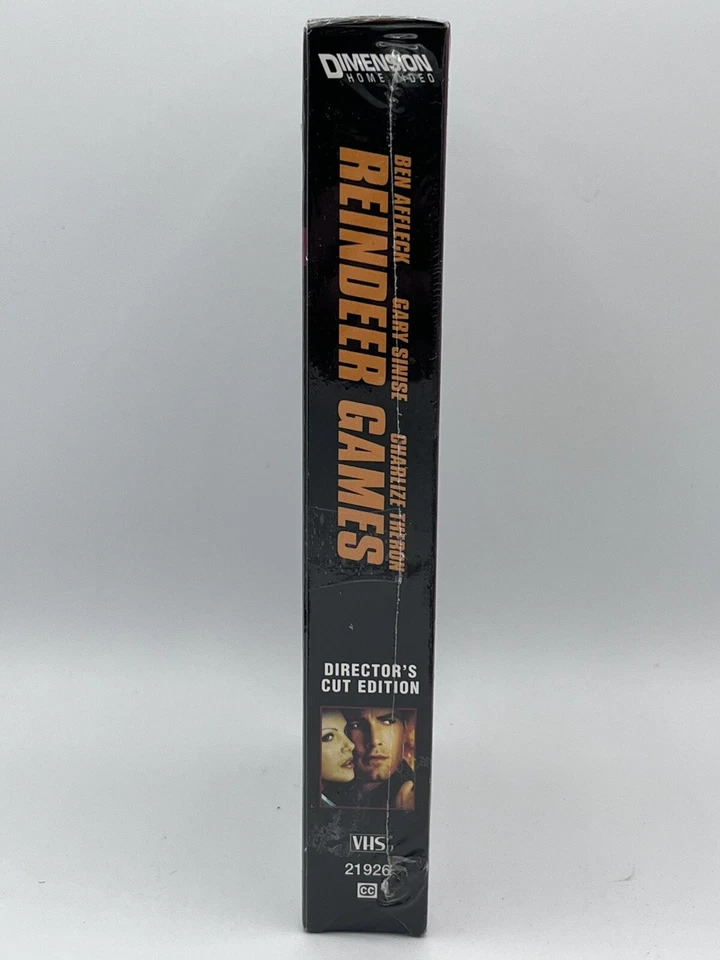 DIMENSION
HOME VIDEO
BEN AFFLECK GARY SINISE CHARLIZE THERON
REINDEER GAMES
DIRECTOR'S
CUT EDITION
VHS
21926
CC